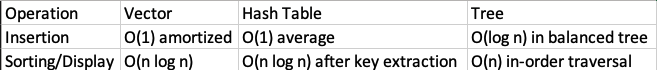 Operation Vector Hash Table Tree
Insertion O(1) amortized O(1) average O(log n) in balanced tree
Sorting/Display O(n log n) O(n log n) after key extraction O(n) in-order traversal